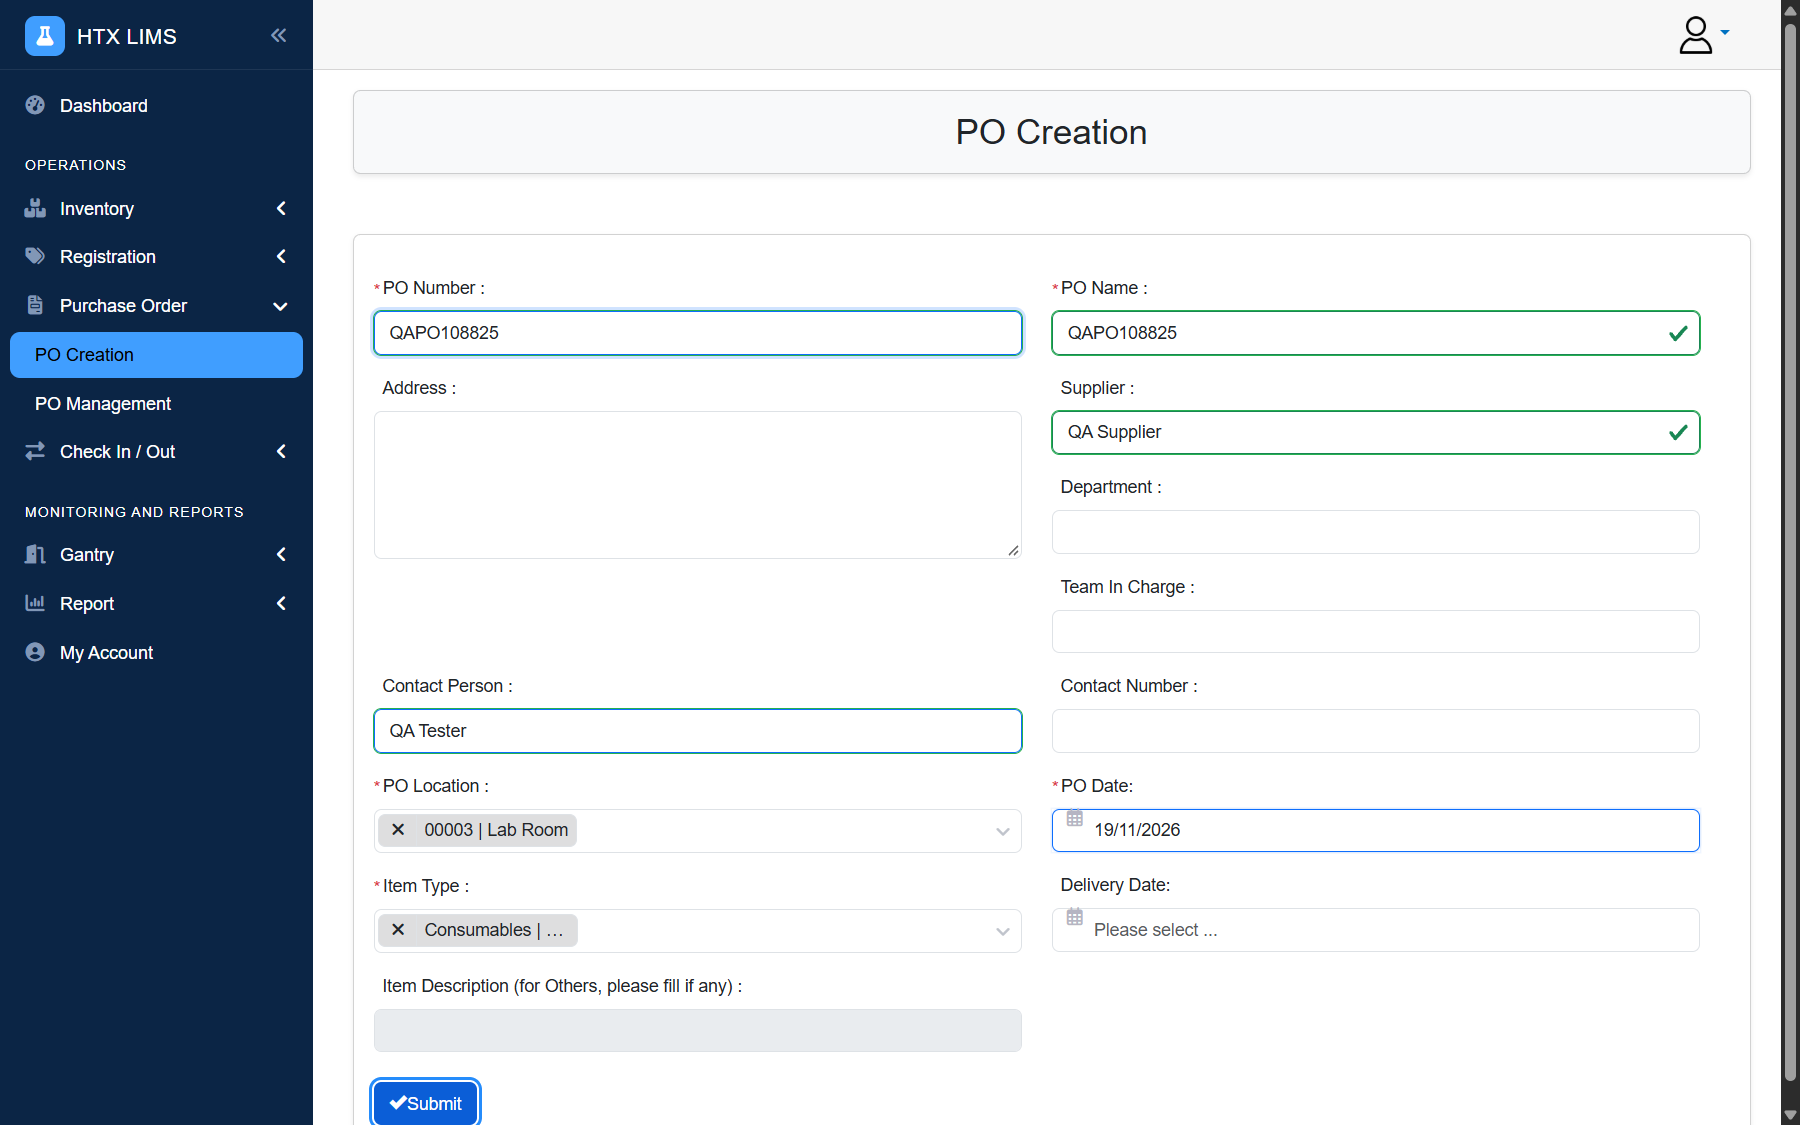 HTX LIMS
Dashboard
OPERATIONS
Inventory
Registration
Purchase Order
PO Creation
PO Management
Check In / Out
MONITORING AND REPORTS
Gantry
Report
My Account
PO Creation
*PO Number :
QAPO108825
*PO Name :
QAPO108825
Address :
Supplier :
QA Supplier
Department :
Team In Charge :
Contact Person :
QA Tester
Contact Number :
*PO Location :
00003 | Lab Room
*PO Date:
19/11/2026
*Item Type :
Consumables | ...
Delivery Date:
Please select ...
Item Description (for Others, please fill if any) :
Submit